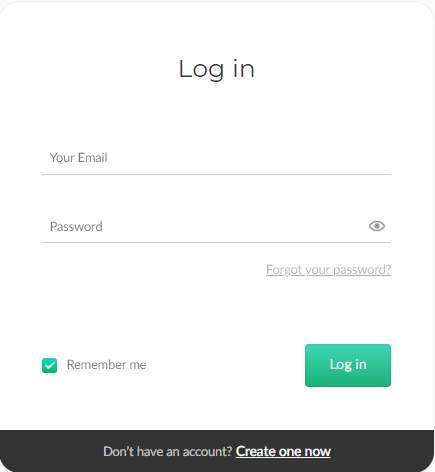 Log in
Your Email
Password
Forgot your password?
Remember me
Log in
Don't have an account? Create one now